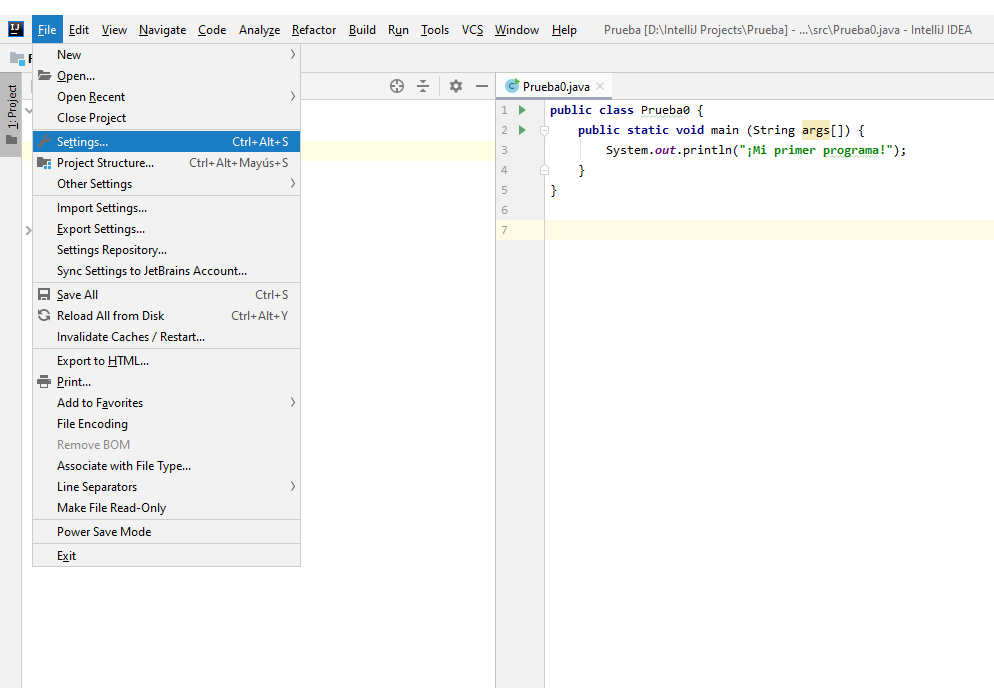 IJ File Edit View Navigate Code Analyze Refactor Build Run Tools VCS Window Help Prueba [D:\IntelliJ Projects\Prueba] - ...\src\Prueba0.java - IntelliJ IDEA
New
Open...
Open Recent
Close Project
Settings... Ctrl+Alt+S
Project Structure... Ctrl+Alt+Mayús+S
Other Settings
Import Settings...
Export Settings...
Settings Repository...
Sync Settings to JetBrains Account...
Save All Ctrl+S
Reload All from Disk Ctrl+Alt+Y
Invalidate Caches / Restart...
Export to HTML...
Print...
Add to Favorites
File Encoding
Remove BOM
Associate with File Type...
Line Separators
Make File Read-Only
Power Save Mode
Exit
1: Project
C Prueba0.java
1 public class Prueba0 {
2 public static void main (String args[]) {
3 System.out.println("¡Mi primer programa!");
4 }
5 }
6
7